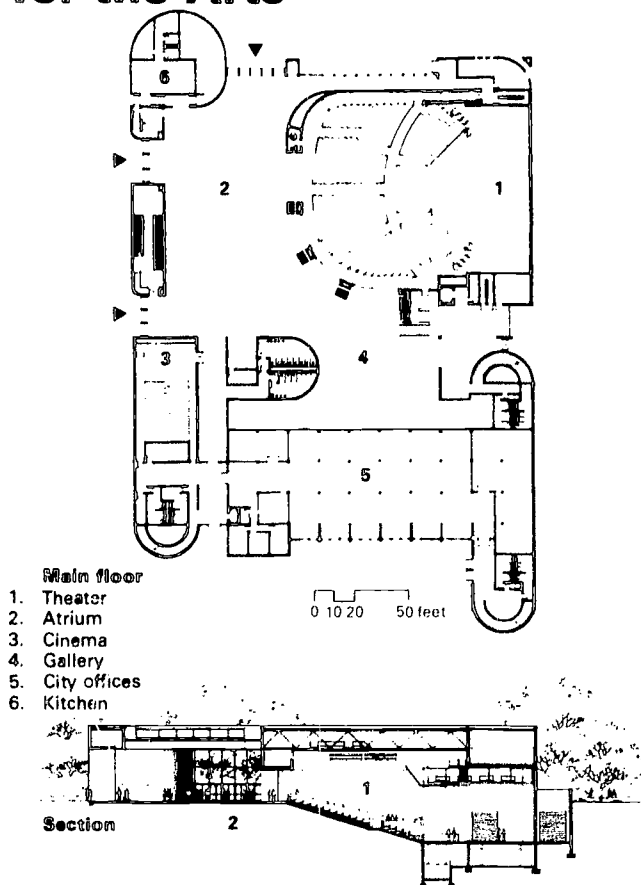 for the Arts
6
2
1
3
4
5
Main floor
1. Theater
2. Atrium
3. Cinema
4. Gallery
5. City offices
6. Kitchen
0 10 20 50 feet
1
Section
2